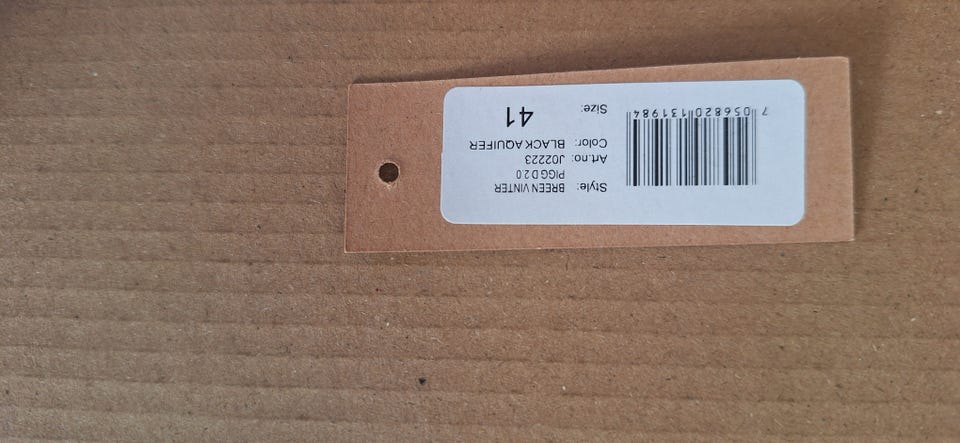 Style: BREEN VINTER
PIGG D 2 0
Art.no: J02223
Color: BLACK AQUIFER
Size: 41
7 056820 131984